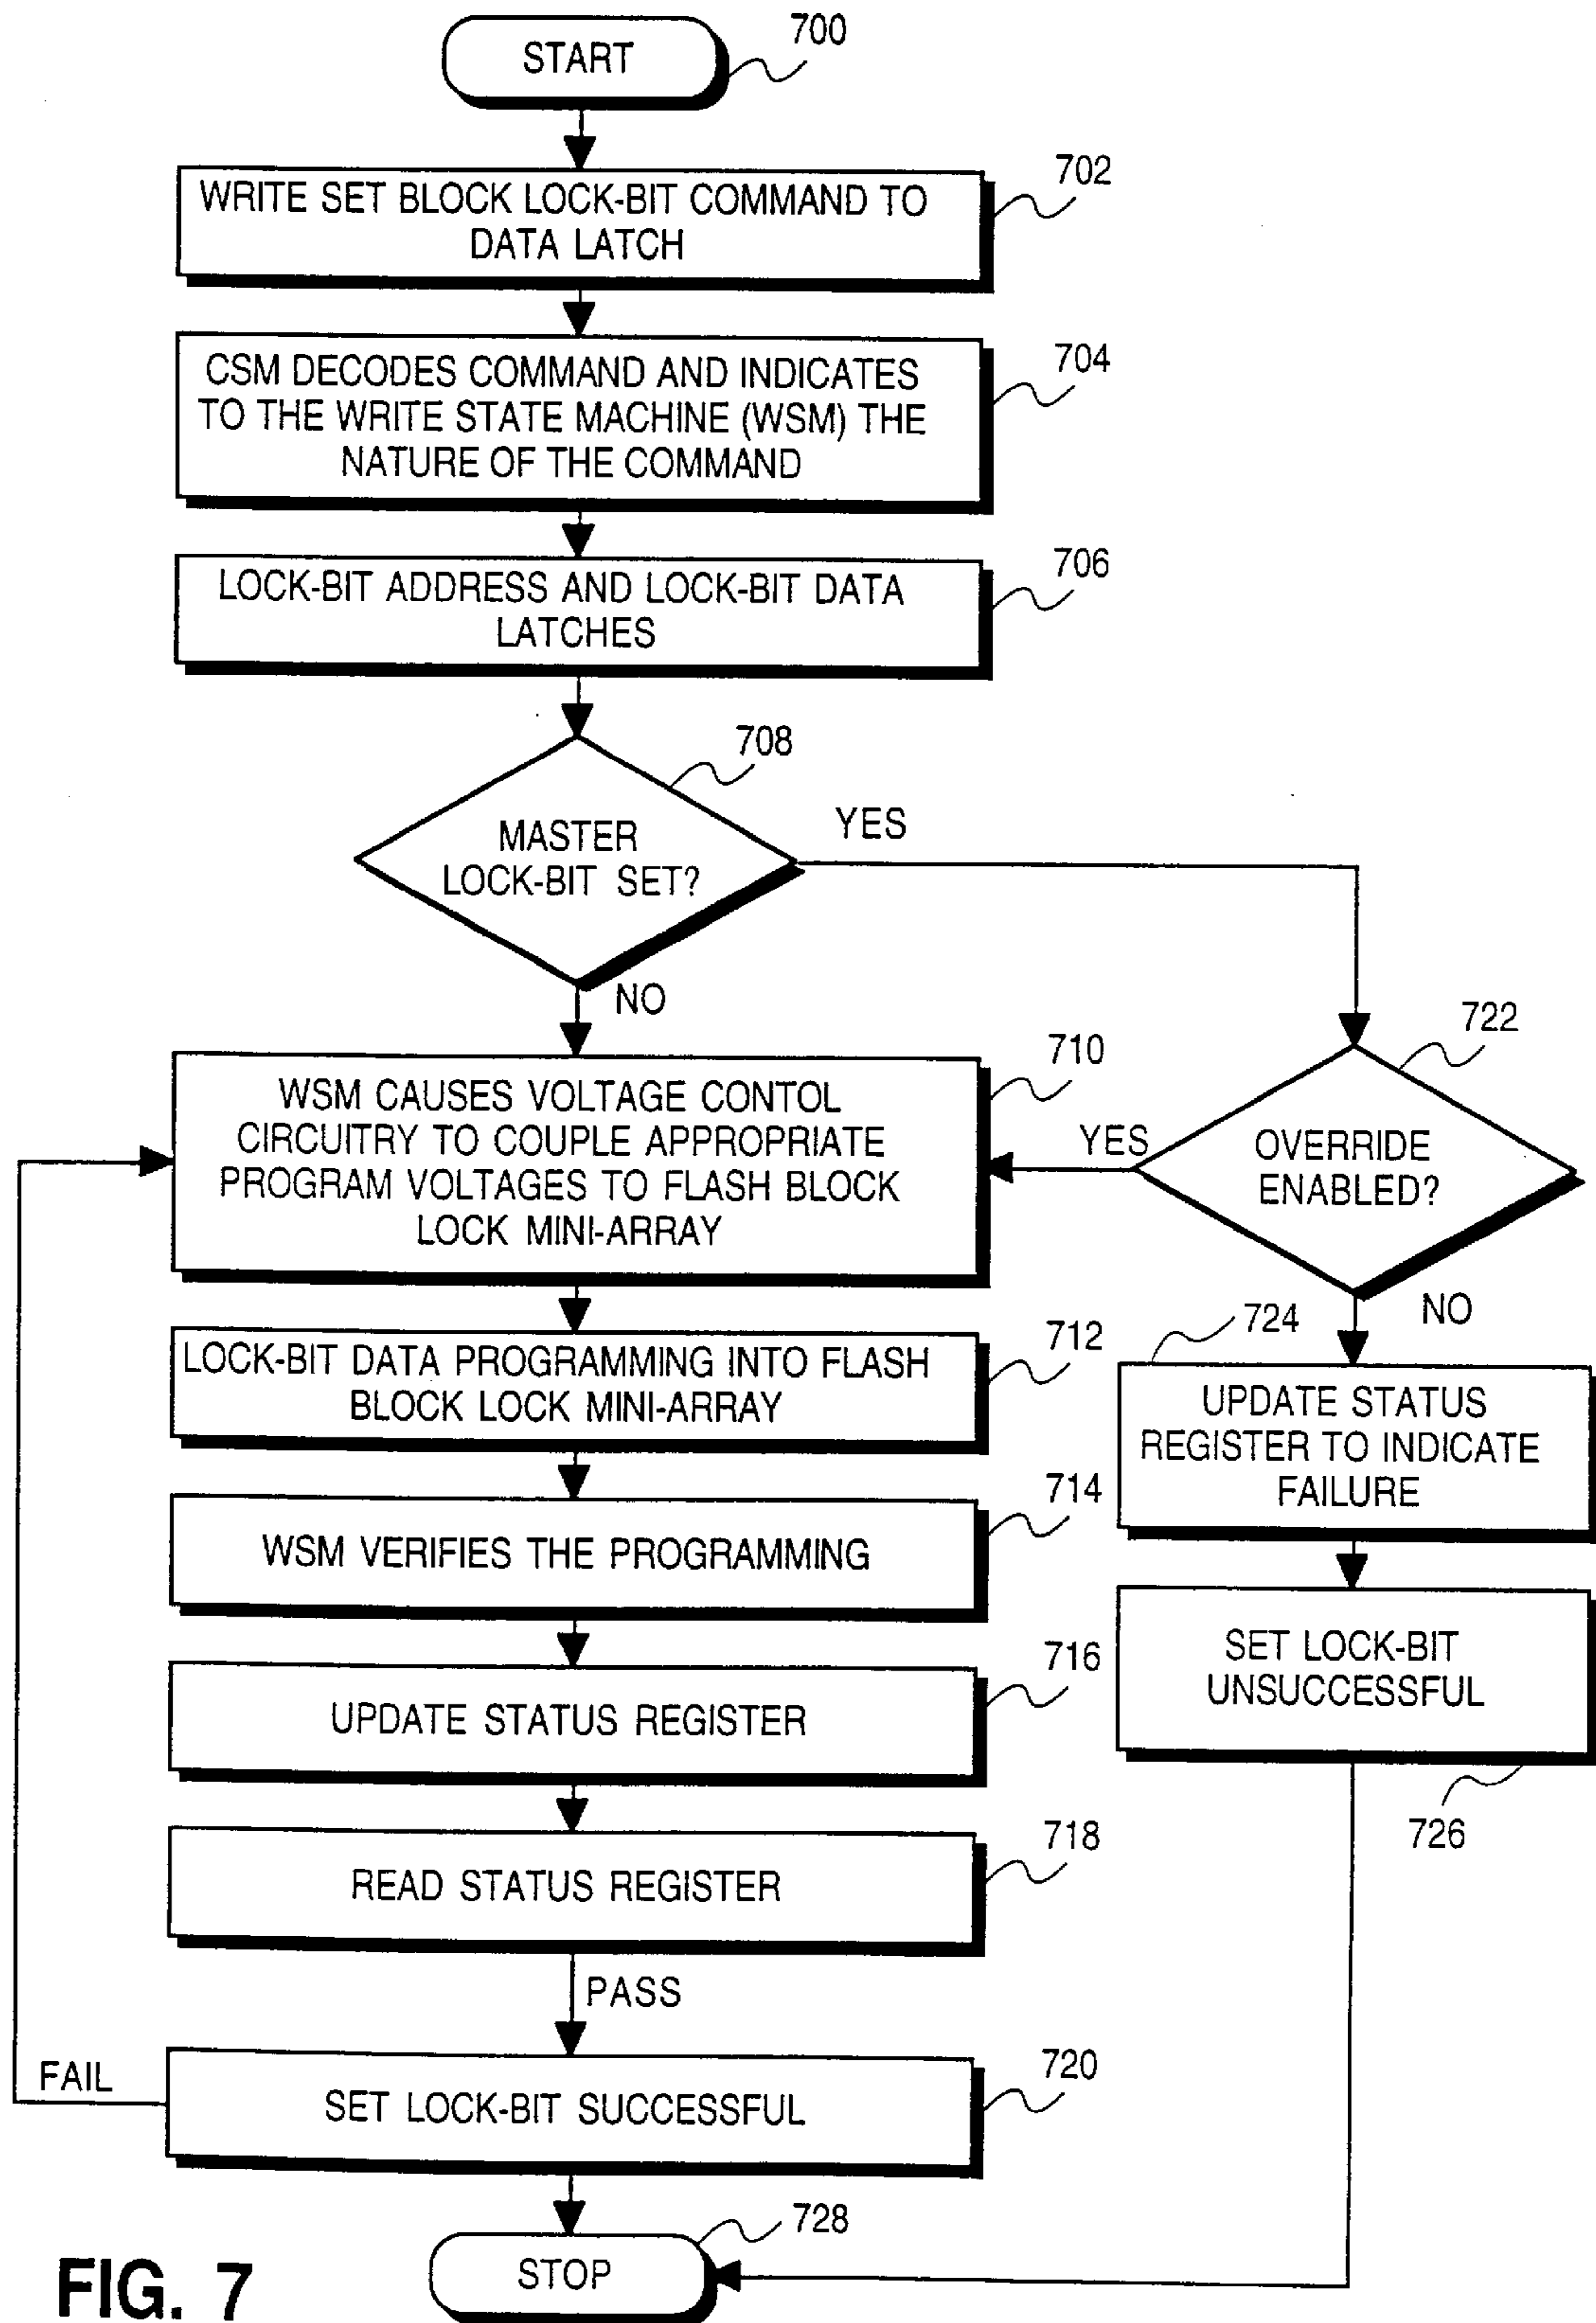 START
700
WRITE SET BLOCK LOCK-BIT COMMAND TO
DATA LATCH
702
CSM DECODES COMMAND AND INDICATES
TO THE WRITE STATE MACHINE (WSM) THE
NATURE OF THE COMMAND
704
LOCK-BIT ADDRESS AND LOCK-BIT DATA
LATCHES
706
708
MASTER
LOCK-BIT SET?
YES
NO
WSM CAUSES VOLTAGE CONTOL
CIRCUITRY TO COUPLE APPROPRIATE
PROGRAM VOLTAGES TO FLASH BLOCK
LOCK MINI-ARRAY
710
722
OVERRIDE
ENABLED?
YES
NO
LOCK-BIT DATA PROGRAMMING INTO FLASH
BLOCK LOCK MINI-ARRAY
712
724
UPDATE STATUS
REGISTER TO INDICATE
FAILURE
WSM VERIFIES THE PROGRAMMING
714
SET LOCK-BIT
UNSUCCESSFUL
726
UPDATE STATUS REGISTER
716
READ STATUS REGISTER
718
PASS
FAIL
SET LOCK-BIT SUCCESSFUL
720
STOP
728
FIG. 7